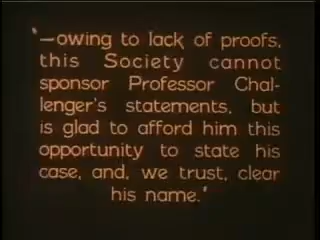 "—owing to lack of proofs,
this Society cannot
sponsor Professor Chal-
lenger's statements, but
is glad to afford him this
opportunity to state his
case, and, we trust, clear
his name."